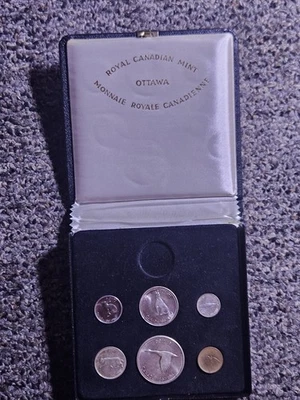 ROYAL CANADIAN MINT
OTTAWA
MONNAIE ROYALE CANADIENNE